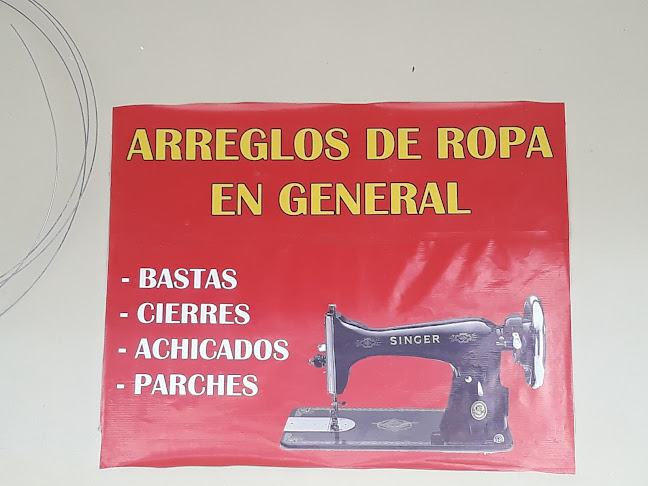 ARREGLOS DE ROPA
EN GENERAL
- BASTAS
- CIERRES
- ACHICADOS
- PARCHES
SINGER